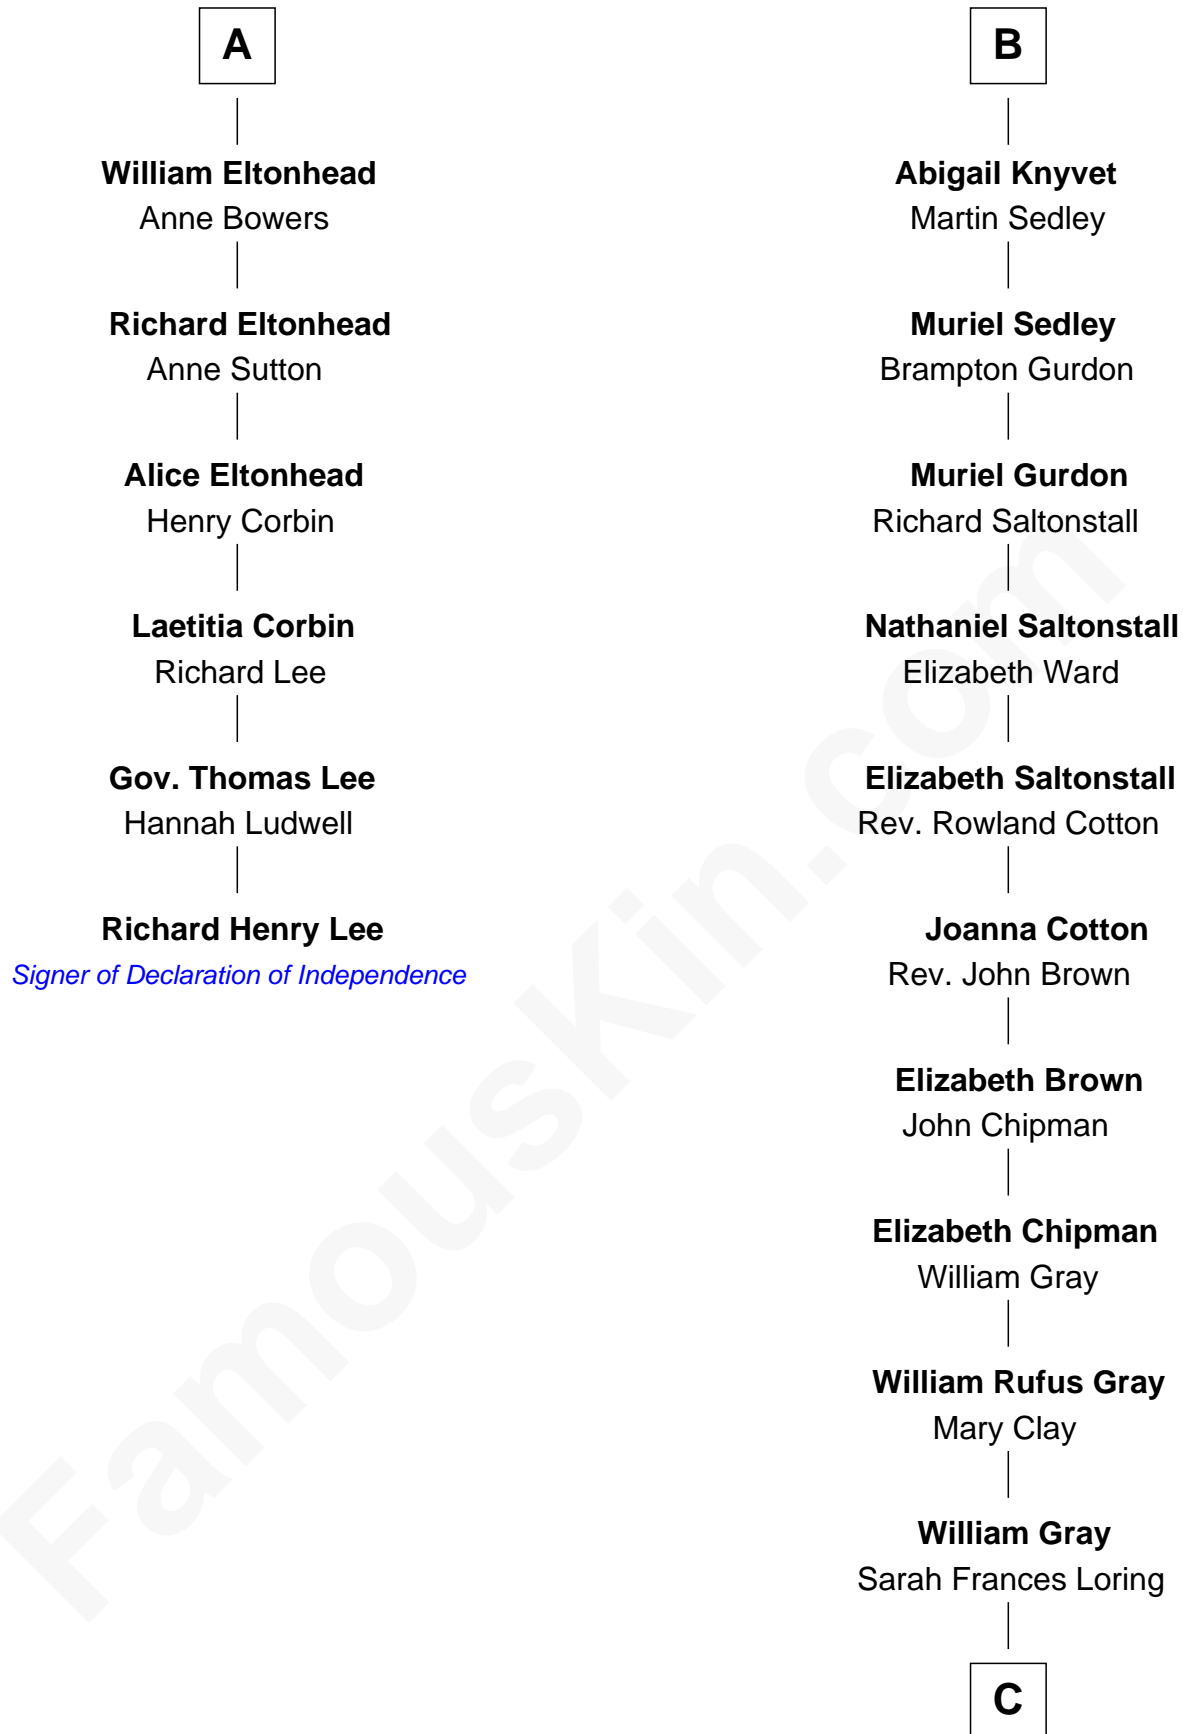 A
William Eltonhead
Anne Bowers
Richard Eltonhead
Anne Sutton
Alice Eltonhead
Henry Corbin
Laetitia Corbin
Richard Lee
Gov. Thomas Lee
Hannah Ludwell
Richard Henry Lee
Signer of Declaration of Independence
B
Abigail Knyvet
Martin Sedley
Muriel Sedley
Brampton Gurdon
Muriel Gurdon
Richard Saltonstall
Nathaniel Saltonstall
Elizabeth Ward
Elizabeth Saltonstall
Rev. Rowland Cotton
Joanna Cotton
Rev. John Brown
Elizabeth Brown
John Chipman
Elizabeth Chipman
William Gray
William Rufus Gray
Mary Clay
William Gray
Sarah Frances Loring
C
FamousKin.com